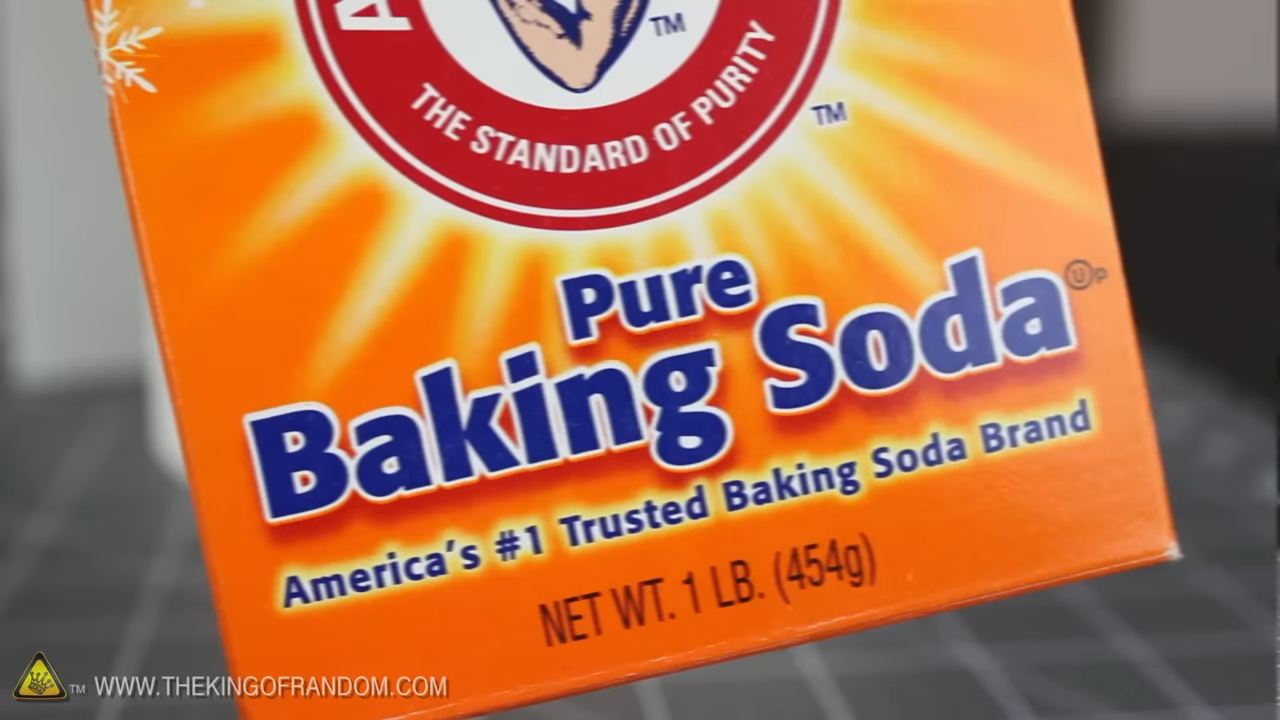 A
TM
THE STANDARD OF PURITY
TM
Pure
Baking Soda
U P
America's #1 Trusted Baking Soda Brand
NET WT. 1 LB. (454g)
TM WWW.THEKINGOFRANDOM.COM